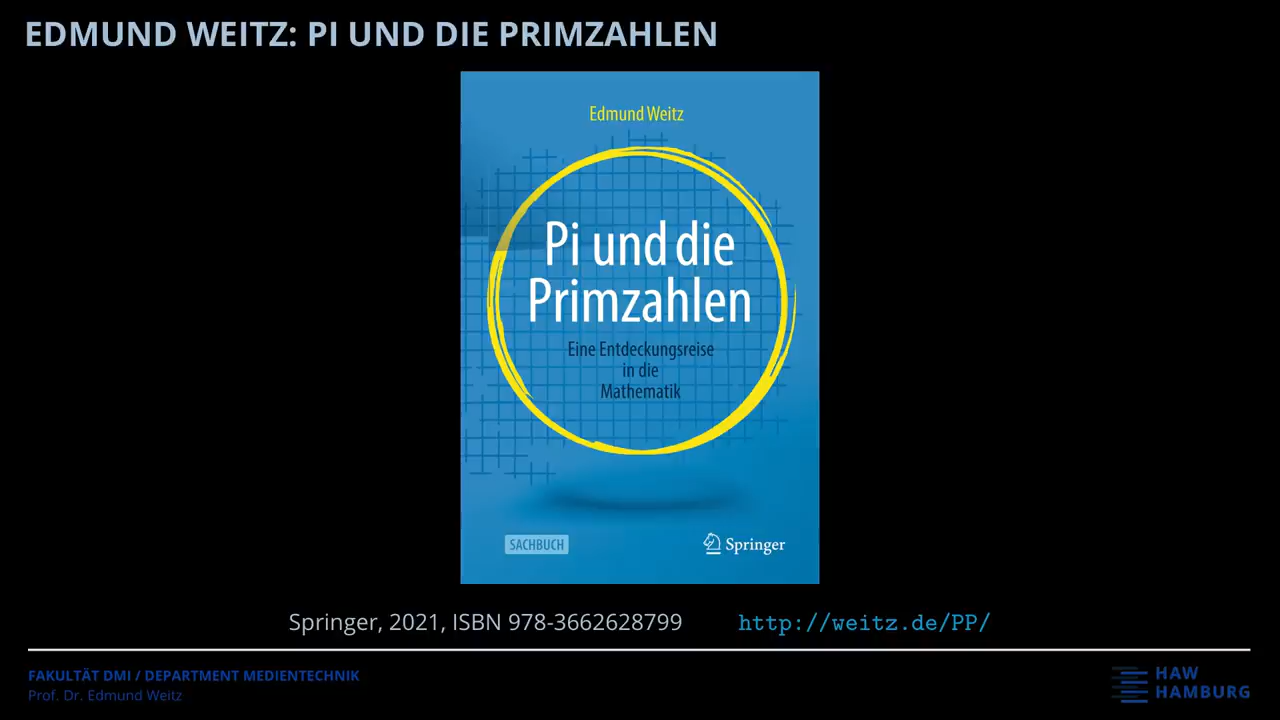 EDMUND WEITZ: PI UND DIE PRIMZAHLEN
Edmund Weitz
Pi und die
Primzahlen
Eine Entdeckungsreise
in die
Mathematik
SACHBUCH
Springer
Springer, 2021, ISBN 978-3662628799
http://weitz.de/PP/
FAKULTÄT DMI / DEPARTMENT MEDIENTECHNIK
Prof. Dr. Edmund Weitz
HAW
HAMBURG